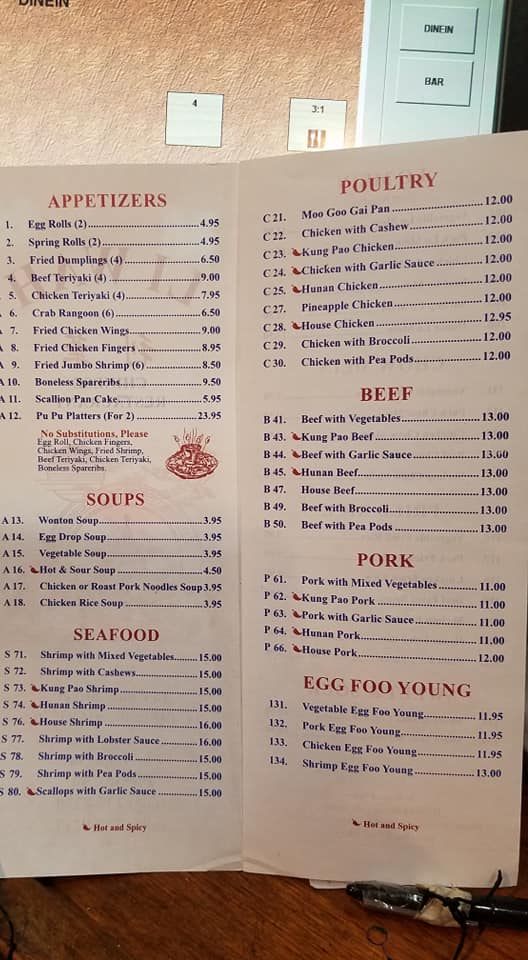 DINEIN
4
3:1
DINEIN
BAR
APPETIZERS
1. Egg Rolls (2) 4.95
2. Spring Rolls (2) 4.95
3. Fried Dumplings (4) 6.50
4. Beef Teriyaki (4) 9.00
5. Chicken Teriyaki (4) 7.95
6. Crab Rangoon (6) 6.50
A 7. Fried Chicken Wings 9.00
A 8. Fried Chicken Fingers 8.95
A 9. Fried Jumbo Shrimp (6) 8.50
A 10. Boneless Spareribs 9.50
A 11. Scallion Pan Cake 5.95
A 12. Pu Pu Platters (For 2) 23.95
No Substitutions, Please
Egg Roll, Chicken Fingers,
Chicken Wings, Fried Shrimp,
Beef Teriyaki, Chicken Teriyaki,
Boneless Spareribs.
SOUPS
A 13. Wonton Soup 3.95
A 14. Egg Drop Soup 3.95
A 15. Vegetable Soup 3.95
A 16. Hot & Sour Soup 4.50
A 17. Chicken or Roast Pork Noodles Soup 3.95
A 18. Chicken Rice Soup 3.95
SEAFOOD
S 71. Shrimp with Mixed Vegetables 15.00
S 72. Shrimp with Cashews 15.00
S 73. Kung Pao Shrimp 15.00
S 74. Hunan Shrimp 15.00
S 76. House Shrimp 16.00
S 77. Shrimp with Lobster Sauce 16.00
S 78. Shrimp with Broccoli 15.00
S 79. Shrimp with Pea Pods 15.00
S 80. Scallops with Garlic Sauce 15.00
Hot and Spicy
POULTRY
C 21. Moo Goo Gai Pan 12.00
C 22. Chicken with Cashew 12.00
C 23. Kung Pao Chicken 12.00
C 24. Chicken with Garlic Sauce 12.00
C 25. Hunan Chicken 12.00
C 27. Pineapple Chicken 12.00
C 28. House Chicken 12.95
C 29. Chicken with Broccoli 12.00
C 30. Chicken with Pea Pods 12.00
BEEF
B 41. Beef with Vegetables 13.00
B 43. Kung Pao Beef 13.00
B 44. Beef with Garlic Sauce 13.00
B 45. Hunan Beef 13.00
B 47. House Beef 13.00
B 49. Beef with Broccoli 13.00
B 50. Beef with Pea Pods 13.00
PORK
P 61. Pork with Mixed Vegetables 11.00
P 62. Kung Pao Pork 11.00
P 63. Pork with Garlic Sauce 11.00
P 64. Hunan Pork 11.00
P 66. House Pork 12.00
EGG FOO YOUNG
131. Vegetable Egg Foo Young 11.95
132. Pork Egg Foo Young 11.95
133. Chicken Egg Foo Young 11.95
134. Shrimp Egg Foo Young 13.00
Hot and Spicy